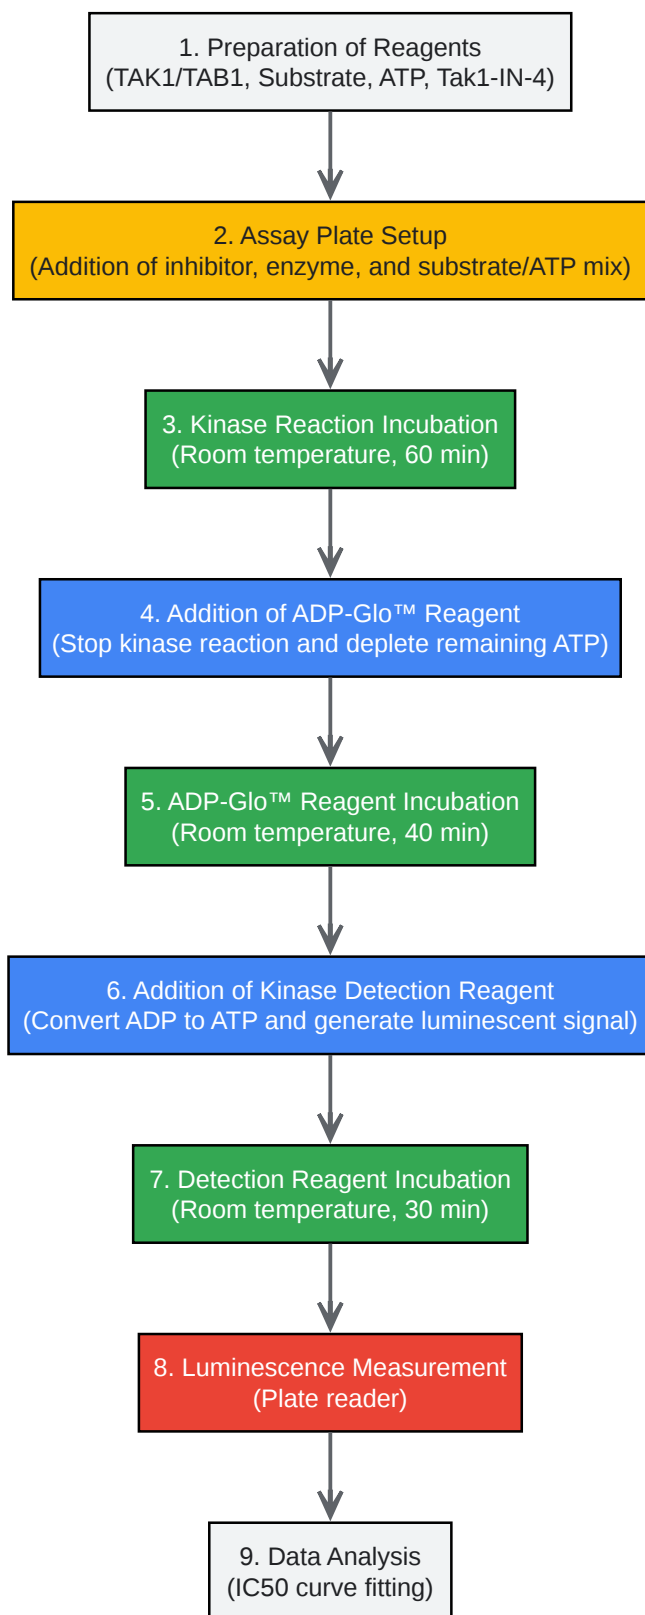 1. Preparation of Reagents
(TAK1/TAB1, Substrate, ATP, Tak1-IN-4)
2. Assay Plate Setup
(Addition of inhibitor, enzyme, and substrate/ATP mix)
3. Kinase Reaction Incubation
(Room temperature, 60 min)
4. Addition of ADP-Glo™ Reagent
(Stop kinase reaction and deplete remaining ATP)
5. ADP-Glo™ Reagent Incubation
(Room temperature, 40 min)
6. Addition of Kinase Detection Reagent
(Convert ADP to ATP and generate luminescent signal)
7. Detection Reagent Incubation
(Room temperature, 30 min)
8. Luminescence Measurement
(Plate reader)
9. Data Analysis
(IC50 curve fitting)